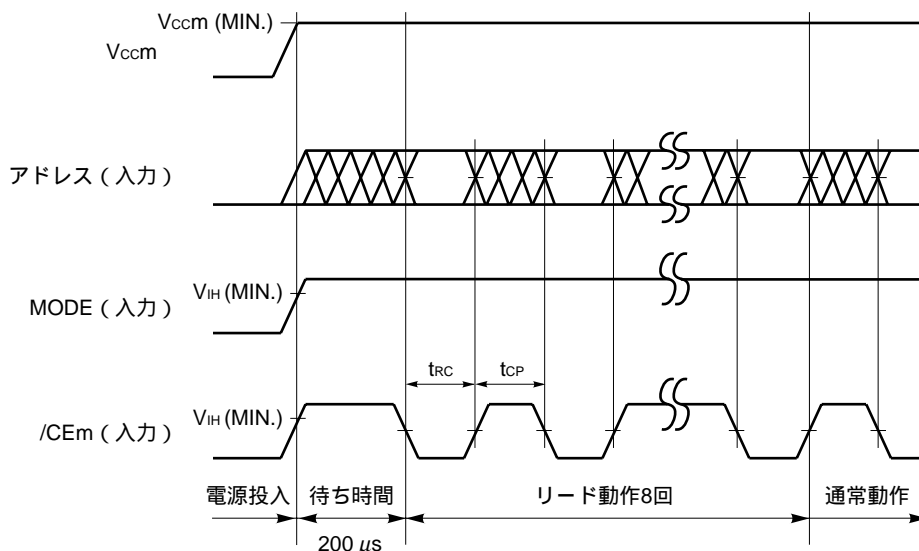 Vccm (MIN.)
Vccm
アドレス（入力）
VIH (MIN.)
MODE（入力）
tRC
tCP
VIH (MIN.)
/CEm（入力）
電源投入
待ち時間
リード動作8回
通常動作
200 μs